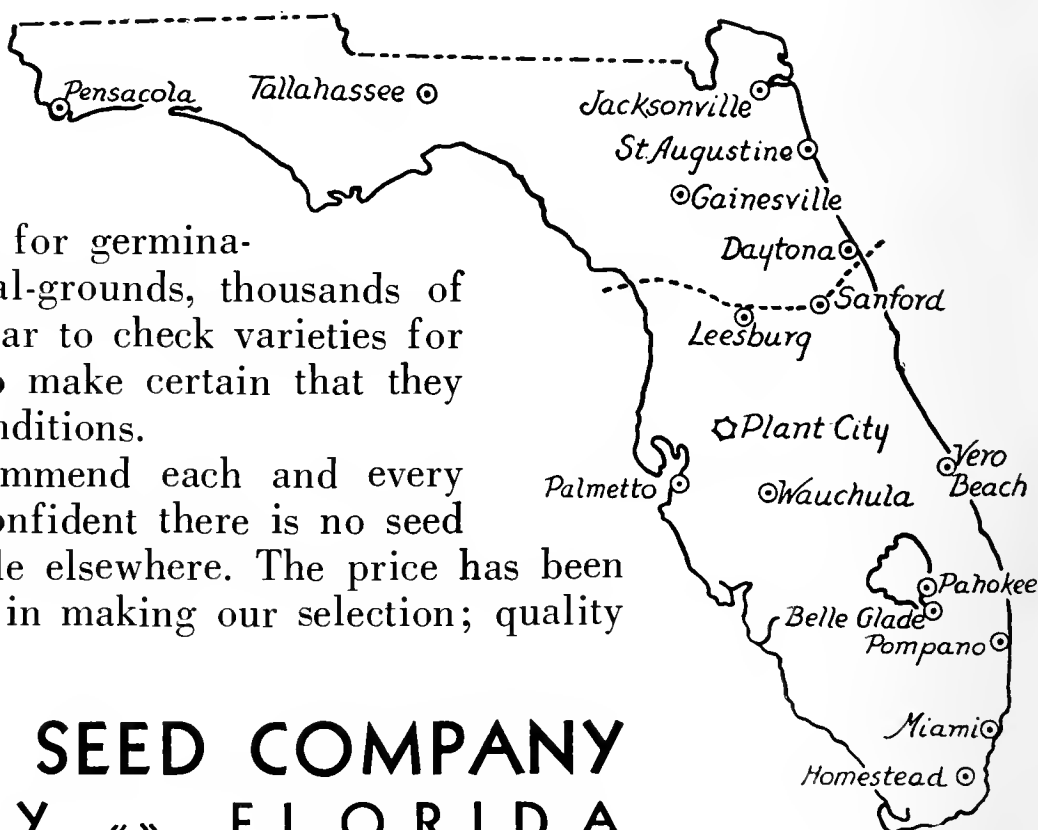 Pensacola
Tallahassee
Jacksonville
St. Augustine
Gainesville
Daytona
Sanford
Leesburg
Plant City
Vero
Beach
Palmetto
Wauchula
Pahokee
Belle Glade
Pompano
Miami
Homestead
for germina-
al-grounds, thousands of
ar to check varieties for
make certain that they
nditions.
mmend each and every
onfident there is no seed
le elsewhere. The price has been
in making our selection; quality
SEED COMPANY
Y «» FLORIDA